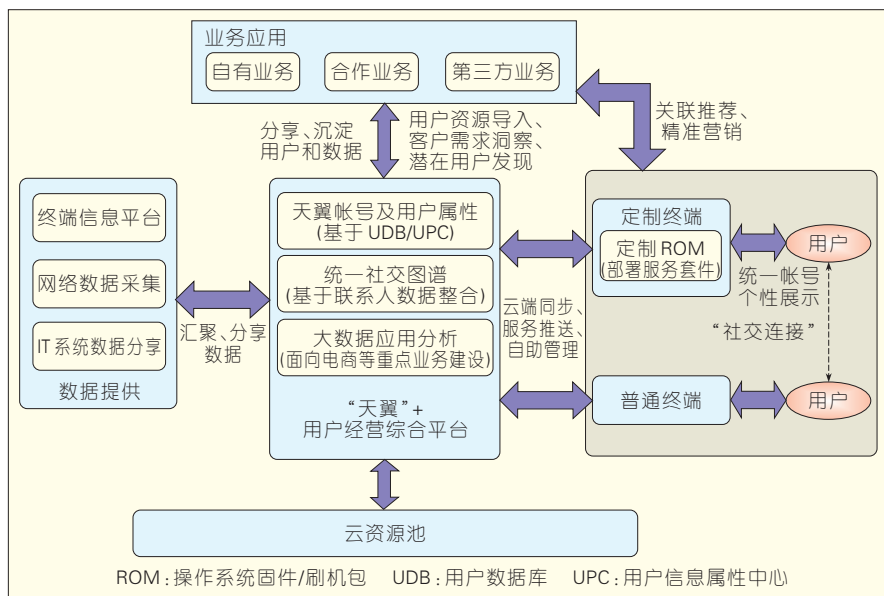 业务应用
自有业务
合作业务
第三方业务
分享、沉淀
用户和数据
用户资源导入、
客户需求洞察、
潜在用户发现
关联推荐、
精准营销
终端信息平台
网络数据采集
IT系统数据分享
数据提供
汇聚、分享
数据
天翼帐号及用户属性
(基于UDB/UPC)
统一社交图谱
(基于联系人数据整合)
大数据应用分析
(面向电商等重点业务建设)
“天翼”+
用户经营综合平台
云端同步、
服务推送、
自助管理
定制终端
定制ROM
(部署服务套件)
用户
统一帐号
个性展示
“社交连接”
普通终端
用户
云资源池
ROM:操作系统固件/刷机包 UDB:用户数据库 UPC:用户信息属性中心